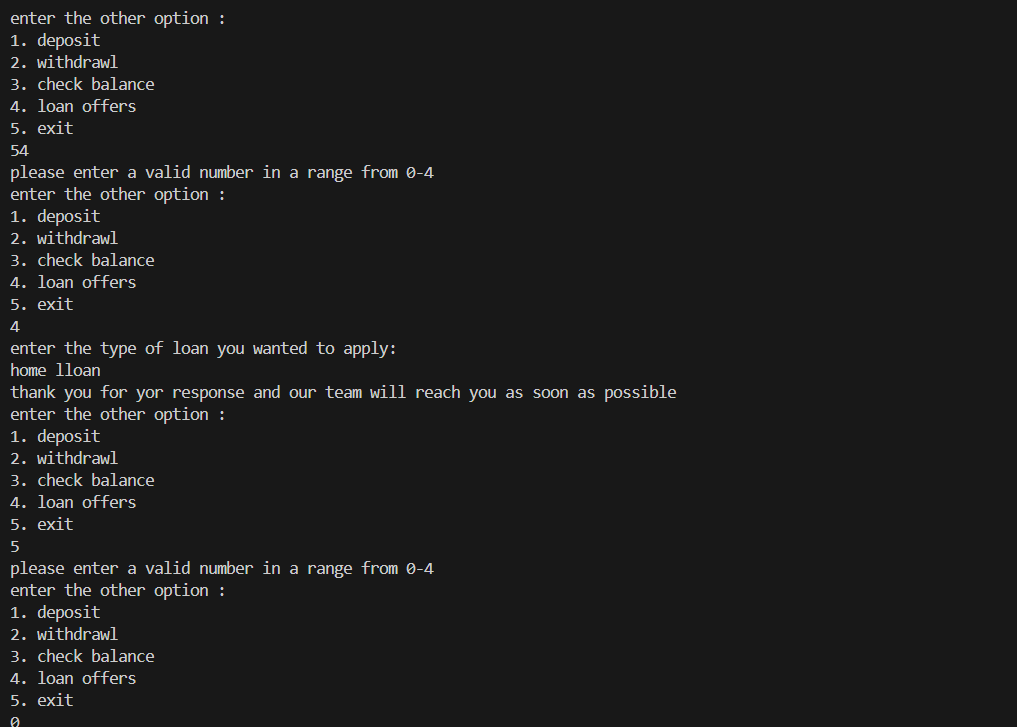 enter the other option :
1. deposit
2. withdrawl
3. check balance
4. loan offers
5. exit
54
please enter a valid number in a range from 0-4
enter the other option :
1. deposit
2. withdrawl
3. check balance
4. loan offers
5. exit
4
enter the type of loan you wanted to apply:
home lloan
thank you for yor response and our team will reach you as soon as possible
enter the other option :
1. deposit
2. withdrawl
3. check balance
4. loan offers
5. exit
5
please enter a valid number in a range from 0-4
enter the other option :
1. deposit
2. withdrawl
3. check balance
4. loan offers
5. exit
0